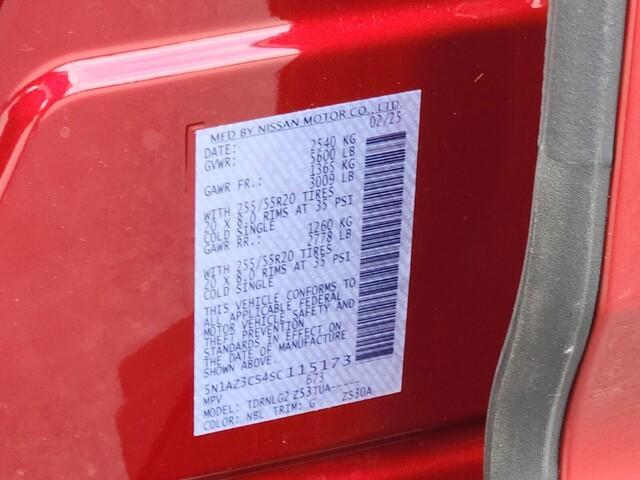 MFD BY NISSAN MOTOR CO.,LTD.
DATE: 02/25
GVWR: 2540 KG
5600 LB
GAWR FR.: 1365 KG
3009 LB
WITH 255/55R20 TIRES
20 X 8.0 RIMS AT 35 PSI
COLD SINGLE
GAWR RR.: 1260 KG
2778 LB
WITH 255/55R20 TIRES
20 X 8.0 RIMS AT 35 PSI
COLD SINGLE
THIS VEHICLE CONFORMS TO
ALL APPLICABLE FEDERAL
MOTOR VEHICLE SAFETY AND
THEFT PREVENTION
STANDARDS IN EFFECT ON
THE DATE OF MANUFACTURE
SHOWN ABOVE.
5N1AZ3CS4SC115173
MPV 673
MODEL: TDRNLG2 Z53TUA-----
COLOR: NBL TRIM: G ZS30A